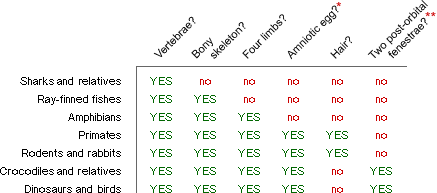 Vertebrae?
Bony
skeleton?
Four limbs?
Amniotic egg?*
Hair?
Two post-orbital
fenestrae?**
Sharks and relatives YES no no no no no
Ray-finned fishes YES YES no no no no
Amphibians YES YES YES no no no
Primates YES YES YES YES YES no
Rodents and rabbits YES YES YES YES YES no
Crocodiles and relatives YES YES YES YES no YES
Dinosaurs and birds YES YES YES YES no YES